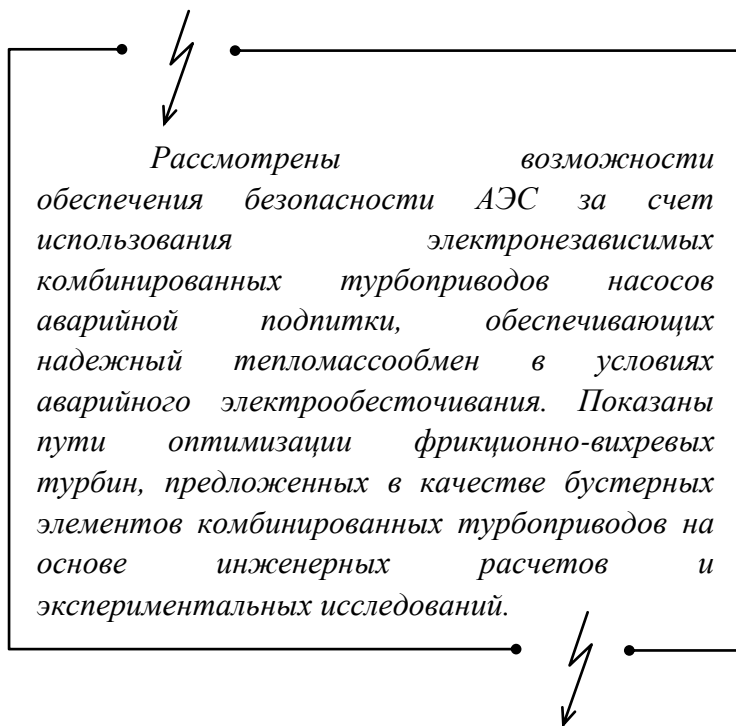 Рассмотрены возможности
обеспечения безопасности АЭС за счет
использования электронезависимых
комбинированных турбоприводов насосов
аварийной подпитки, обеспечивающих
надежный тепломассообмен в условиях
аварийного электрообесточивания. Показаны
пути оптимизации фрикционно-вихревых
турбин, предложенных в качестве бустерных
элементов комбинированных турбоприводов на
основе инженерных расчетов и
экспериментальных исследований.